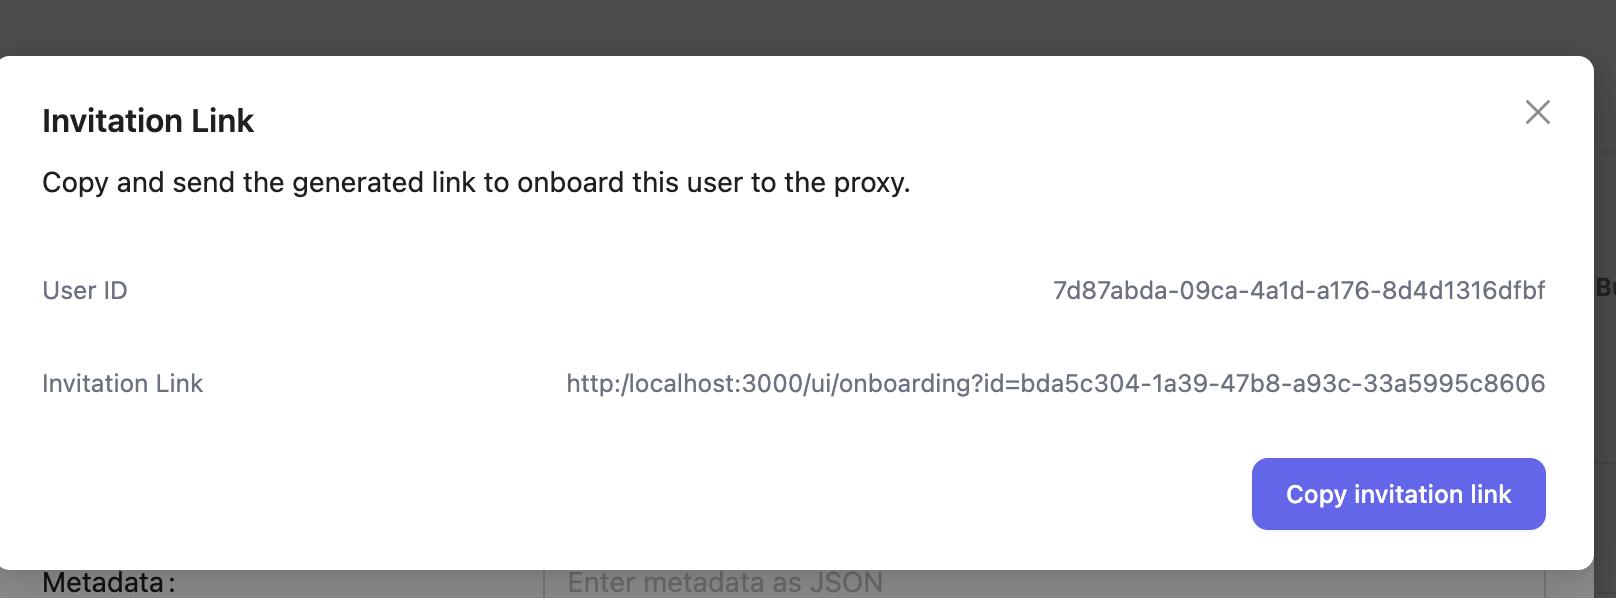 Invitation Link
Copy and send the generated link to onboard this user to the proxy.
User ID 7d87abda-09ca-4a1d-a176-8d4d1316dfbf
Invitation Link http:/localhost:3000/ui/onboarding?id=bda5c304-1a39-47b8-a93c-33a5995c8606
Copy invitation link
Metadata: Enter metadata as JSON